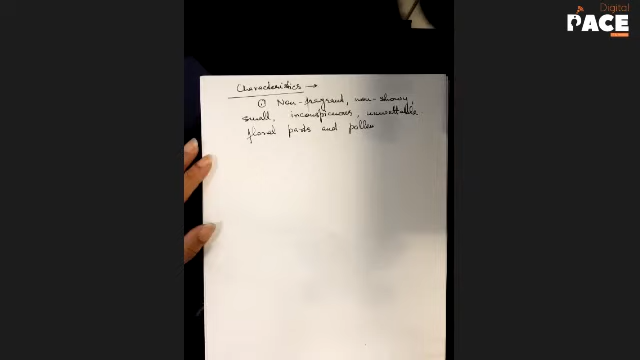 Digital
PACE
Characteristics →
① Non-fragrant, non-showy,
small, inconspicuous, unwettable
floral parts and pollen